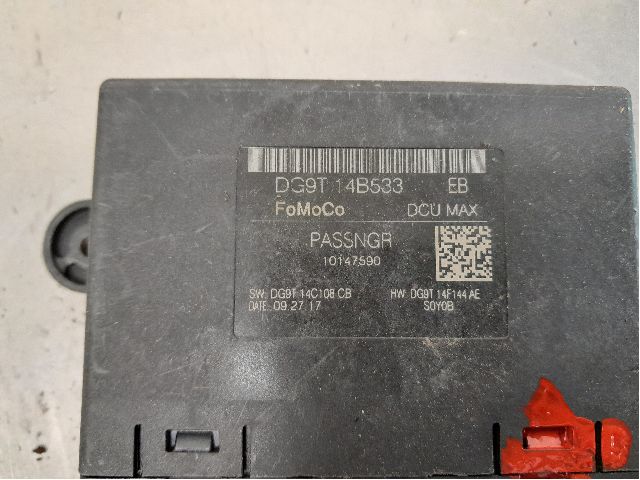 DG9T 14B533 EB
FoMoCo DCU MAX
PASSNGR
10147590
SW: DG9T 14C108 CB HW: DG9T 14F144 AE
DATE: 09.27.17 S0Y0B